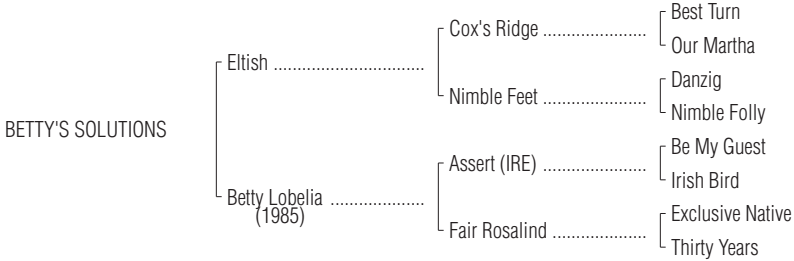 Best Turn
Cox's Ridge ......................
Our Martha
Eltish ................................
Danzig
Nimble Feet ......................
Nimble Folly
BETTY'S SOLUTIONS
Be My Guest
Assert (IRE) ......................
Irish Bird
Betty Lobelia ....................
(1985)
Exclusive Native
Fair Rosalind ....................
Thirty Years